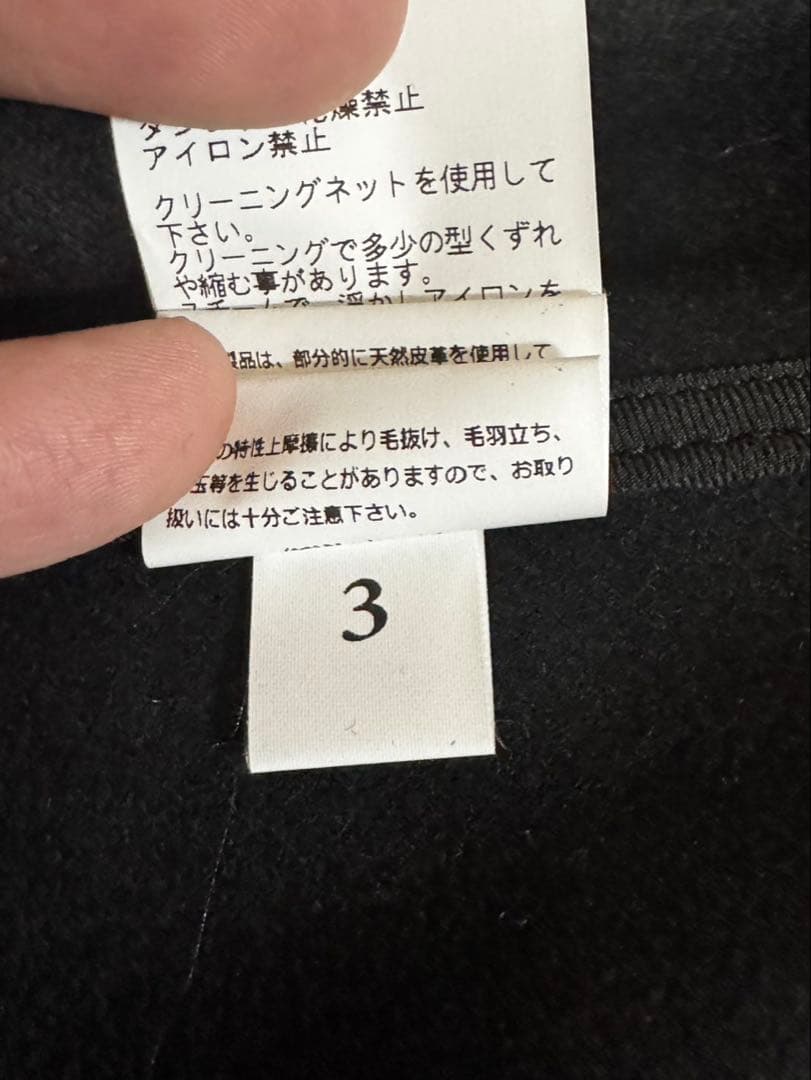 燥禁止
アイロン禁止
クリーニングネットを使用して
下さい。
クリーニングで多少の型くずれ
や縮む事があります。
製品は、部分的に天然皮革を使用して
の特性上摩擦により毛抜け、毛羽立ち、
玉等を生じることがありますので、お取り
扱いには十分ご注意下さい。
3